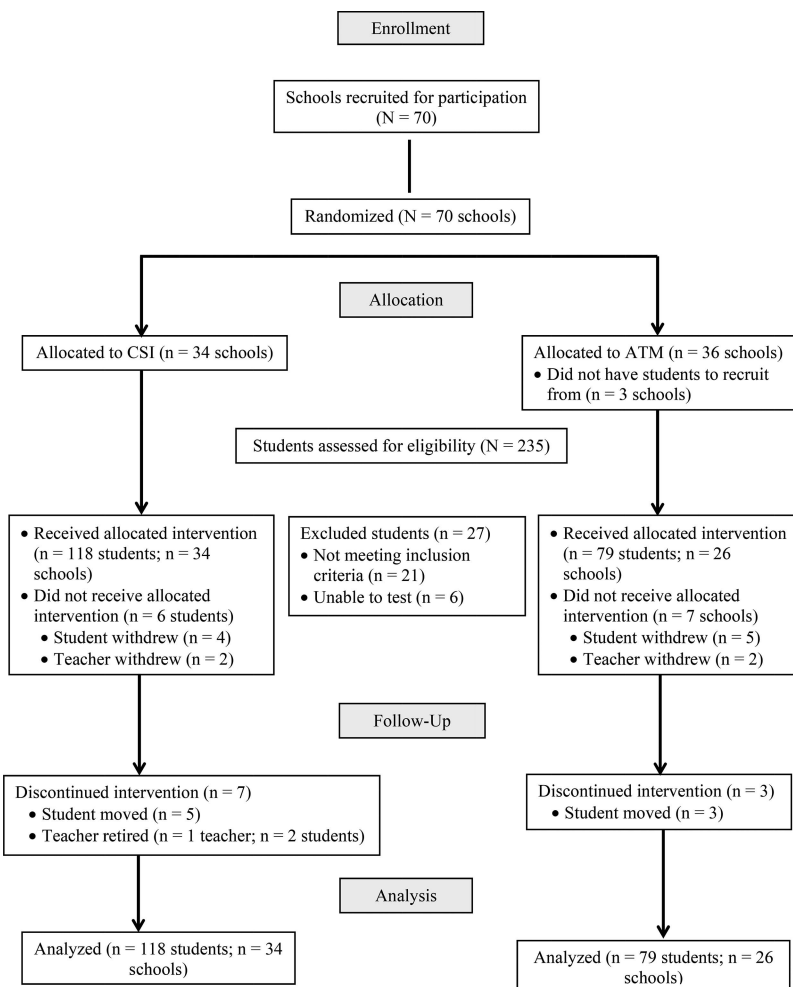 Enrollment
Schools recruited for participation
(N = 70)
Randomized (N = 70 schools)
Allocation
Allocated to CSI (n = 34 schools)
Allocated to ATM (n = 36 schools)
• Did not have students to recruit
from (n = 3 schools)
Students assessed for eligibility (N = 235)
• Received allocated intervention
(n = 118 students; n = 34
schools)
• Did not receive allocated
intervention (n = 6 students)
• Student withdrew (n = 4)
• Teacher withdrew (n = 2)
Excluded students (n = 27)
• Not meeting inclusion
criteria (n = 21)
• Unable to test (n = 6)
• Received allocated intervention
(n = 79 students; n = 26
schools)
• Did not receive allocated
intervention (n = 7 schools)
• Student withdrew (n = 5)
• Teacher withdrew (n = 2)
Follow-Up
Discontinued intervention (n = 7)
• Student moved (n = 5)
• Teacher retired (n = 1 teacher; n = 2 students)
Discontinued intervention (n = 3)
• Student moved (n = 3)
Analysis
Analyzed (n = 118 students; n = 34
schools)
Analyzed (n = 79 students; n = 26
schools)